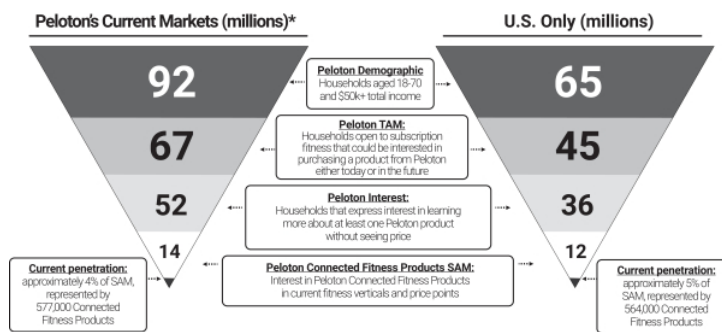 Peloton's Current Markets (millions)*
U.S. Only (millions)
92
Peloton Demographic
Households aged 18-70
and $50k+ total income
65
67
Peloton TAM:
Households open to subscription
fitness that could be interested in
purchasing a product from Peloton
either today or in the future
45
52
Peloton Interest:
Households that express interest in learning
more about at least one Peloton product
without seeing price
36
14
12
Current penetration:
approximately 4% of SAM,
represented by
577,000 Connected
Fitness Products
Peloton Connected Fitness Products SAM:
Interest in Peloton Connected Fitness Products
in current fitness verticals and price points
Current penetration:
approximately 5% of
SAM, represented by
564,000 Connected
Fitness Products